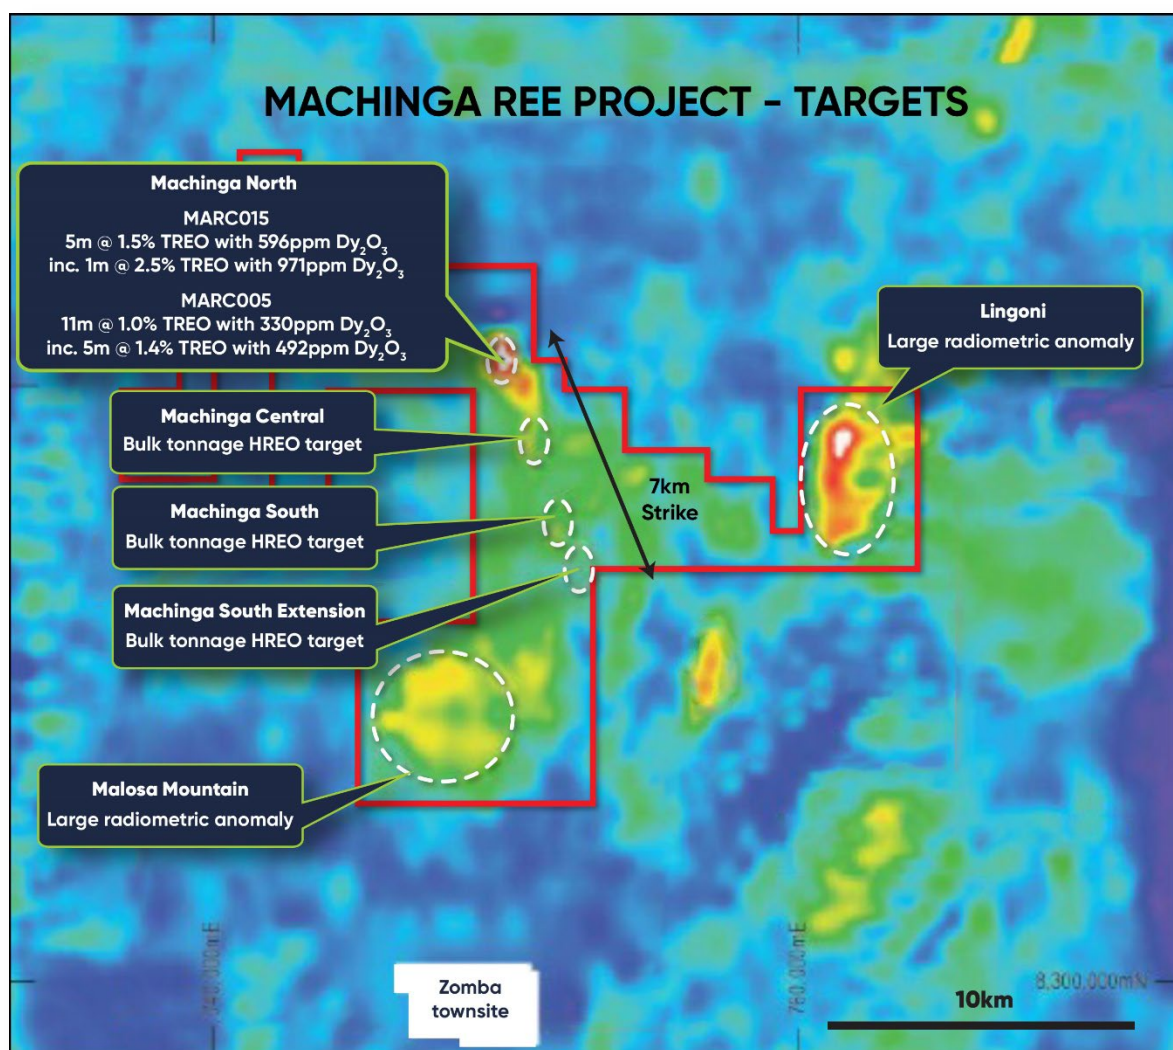 MACHINGA REE PROJECT - TARGETS
Machinga North
MARC015
5m @ 1.5% TREO with 596ppm Dy₂O₃
inc. 1m @ 2.5% TREO with 971ppm Dy₂O₃
MARC005
11m @ 1.0% TREO with 330ppm Dy₂O₃
inc. 5m @ 1.4% TREO with 492ppm Dy₂O₃
Lingoni
Large radiometric anomaly
Machinga Central
Bulk tonnage HREO target
7km
Strike
Machinga South
Bulk tonnage HREO target
Machinga South Extension
Bulk tonnage HREO target
Malosa Mountain
Large radiometric anomaly
740,000mE
760,000mE
Zomba
townsite
8,300,000mN
10km